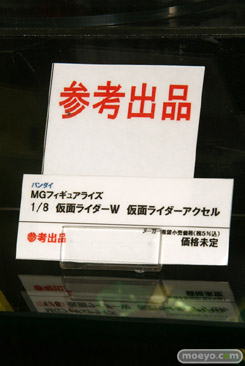 参考出品
バンダイ
MGフィギュアライズ
1/8 仮面ライダーW 仮面ライダーアクセル
メーカー希望小売価格(税5%込)
参考出品 価格未定
moeyo.com